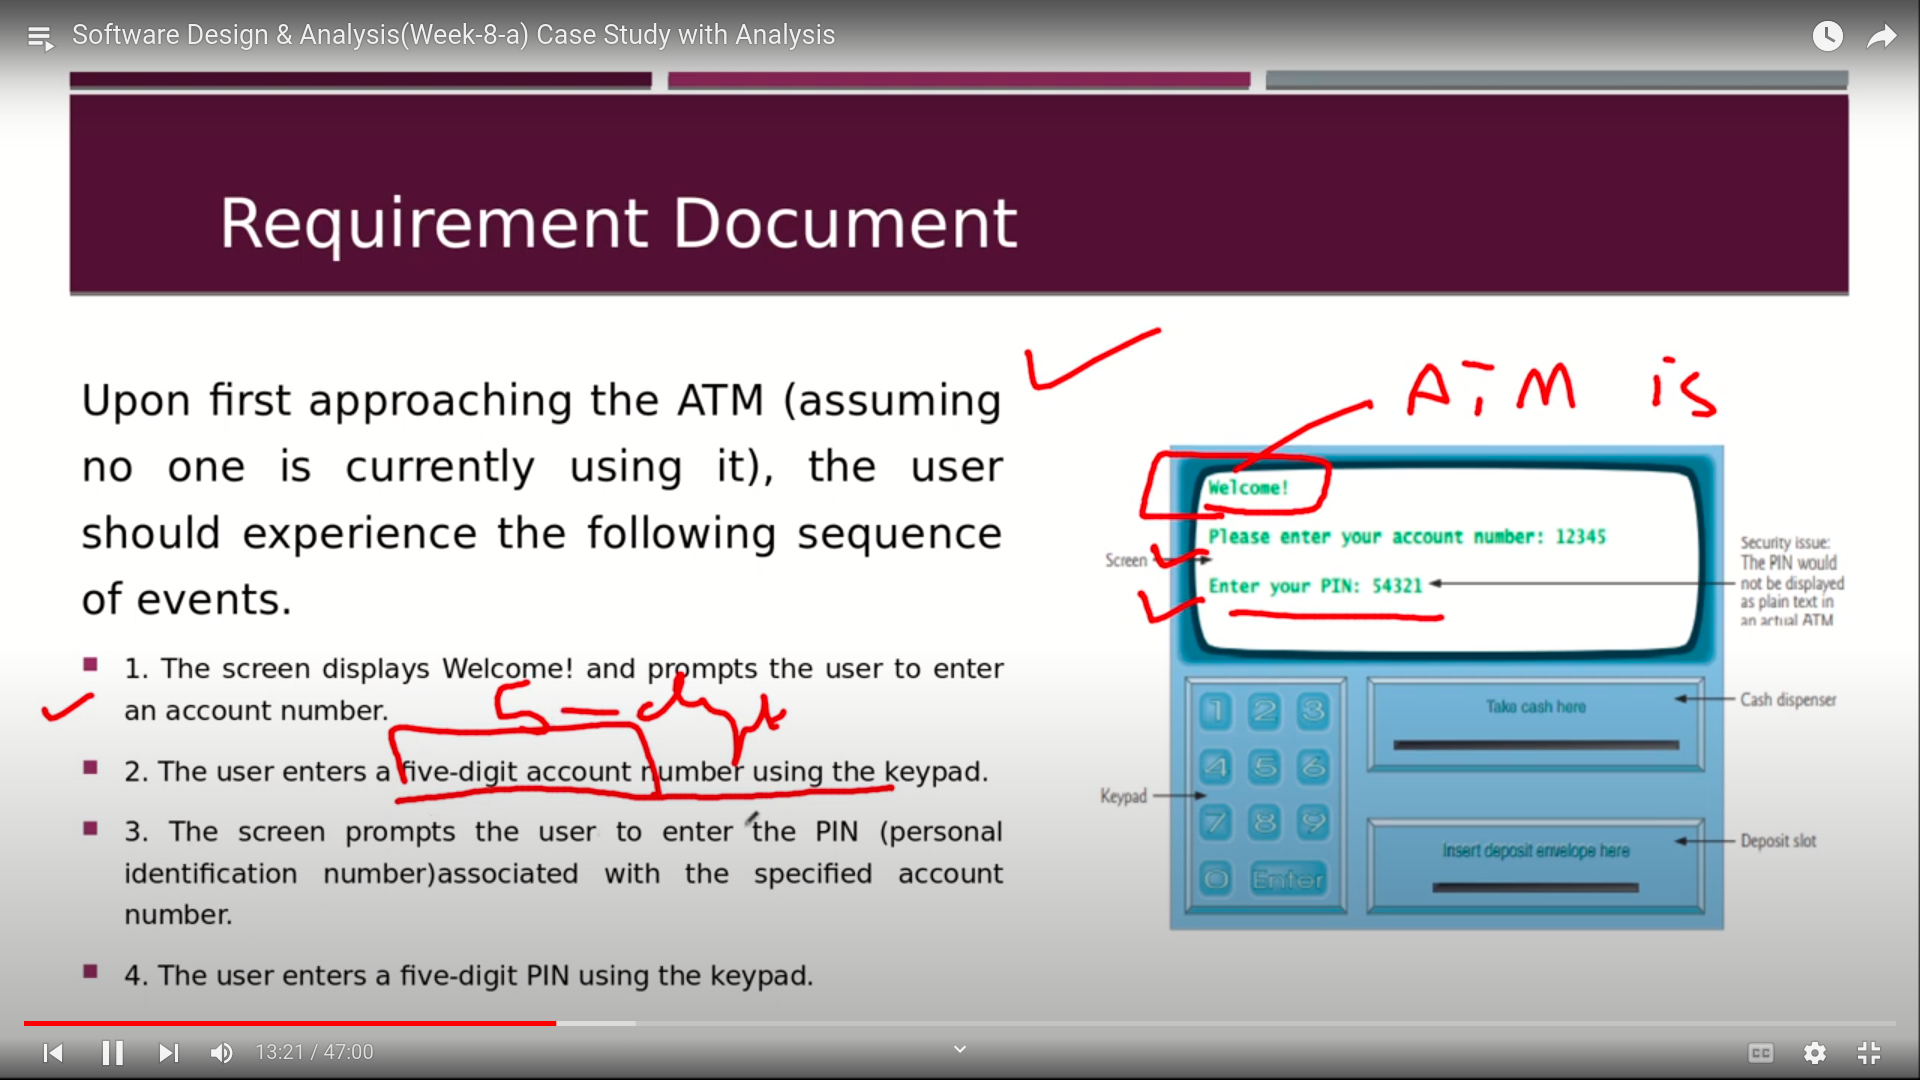 Software Design & Analysis(Week-8-a) Case Study with Analysis
Requirement Document
Upon first approaching the ATM (assuming
no one is currently using it), the user
should experience the following sequence
of events.
1. The screen displays Welcome! and prompts the user to enter
an account number.
5 - digit
2. The user enters a five-digit account number using the keypad.
3. The screen prompts the user to enter the PIN (personal
identification number)associated with the specified account
number.
4. The user enters a five-digit PIN using the keypad.
ATM is
Welcome!
Please enter your account number: 12345
Screen
Enter your PIN: 54321
Security issue:
The PIN would
not be displayed
as plain text in
an actual ATM
1 2 3
4 5 6
7 8 9
0 Enter
Keypad
Take cash here
Cash dispenser
Insert deposit envelope here
Deposit slot
13:21 / 47:00
CC